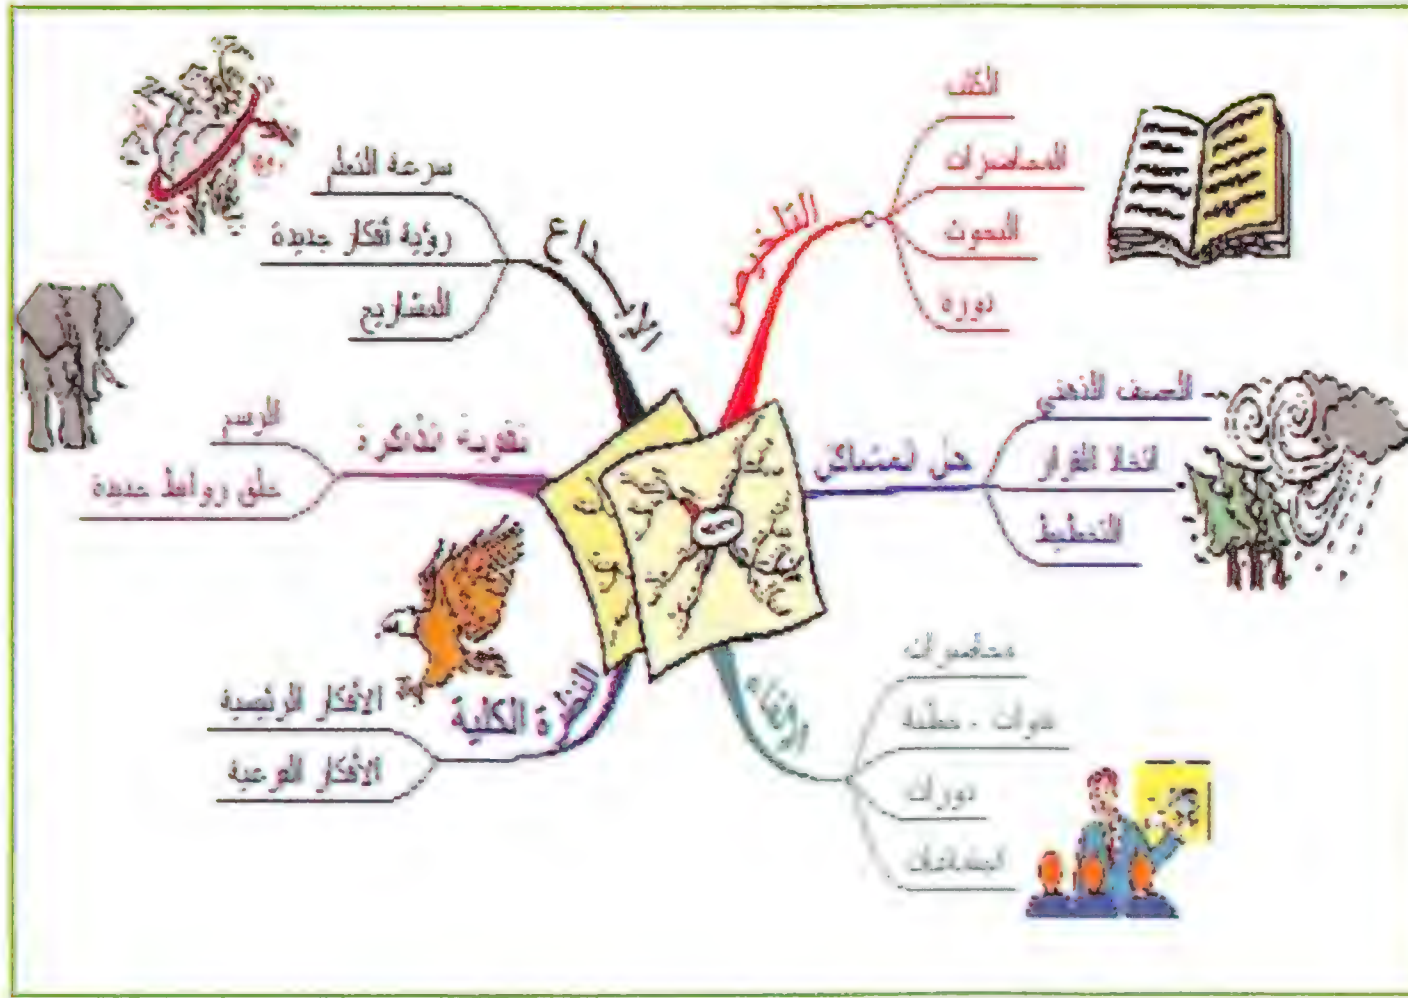 التلخيص
الكتب
المحاضرات
البحوث
دورة
حل المشاكل
العصف الذهني
اتخاذ القرار
التخطيط
الإلقاء
محاضرات
ندوات - خطبة
دورات
اجتماعات
النظرة الكلية
الأفكار الرئيسية
الأفكار الفرعية
تقوية الذاكرة
الرسم
خلق روابط جديدة
الإبداع
سرعة التعلم
رؤية أفكار جديدة
المشاريع